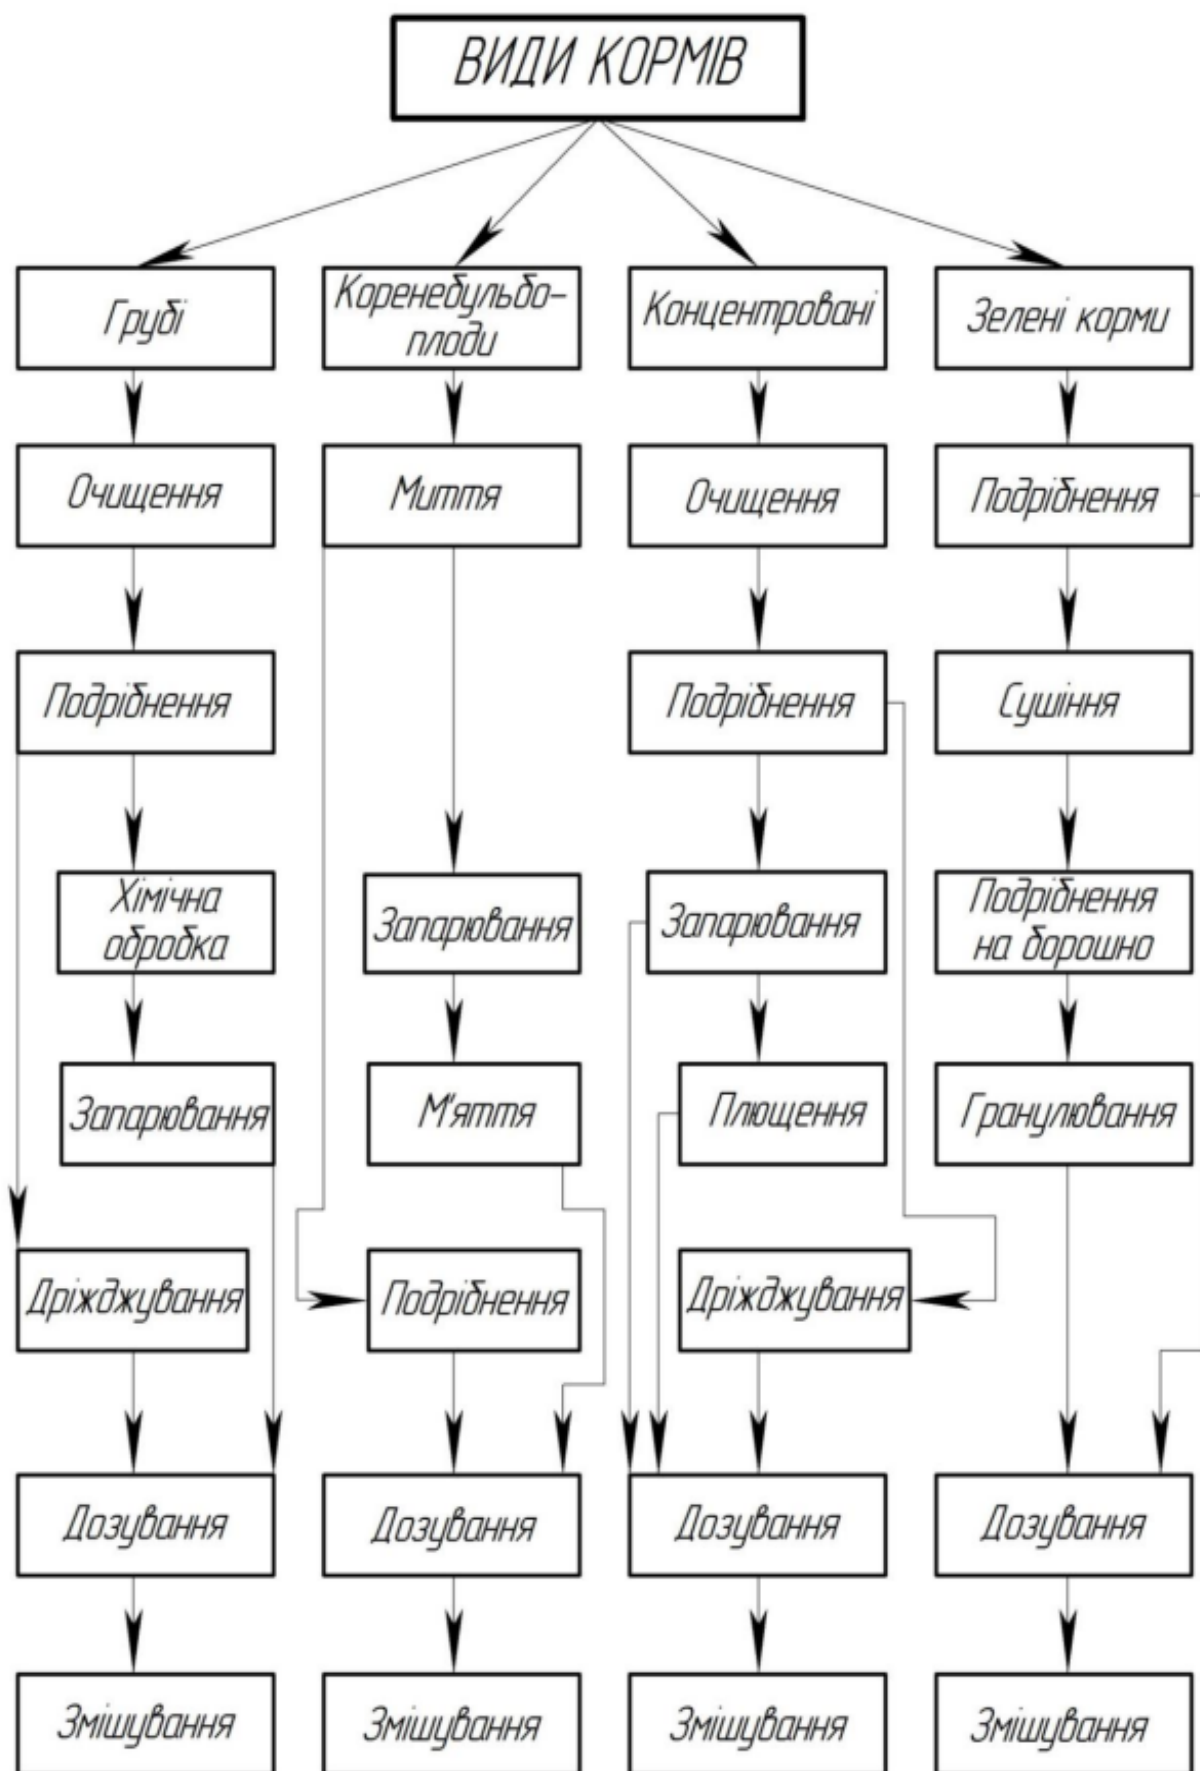 ВИДИ КОРМІВ
Грубі
Коренебульбо-
плоди
Концентровані
Зелені корми
Очищення
Миття
Очищення
Подрібнення
Подрібнення
Подрібнення
Сушіння
Хімічна
обробка
Запарювання
Запарювання
Подрібнення
на борошно
Запарювання
М'яття
Плющення
Гранулювання
Дріжджування
Подрібнення
Дріжджування
Дозування
Дозування
Дозування
Дозування
Змішування
Змішування
Змішування
Змішування